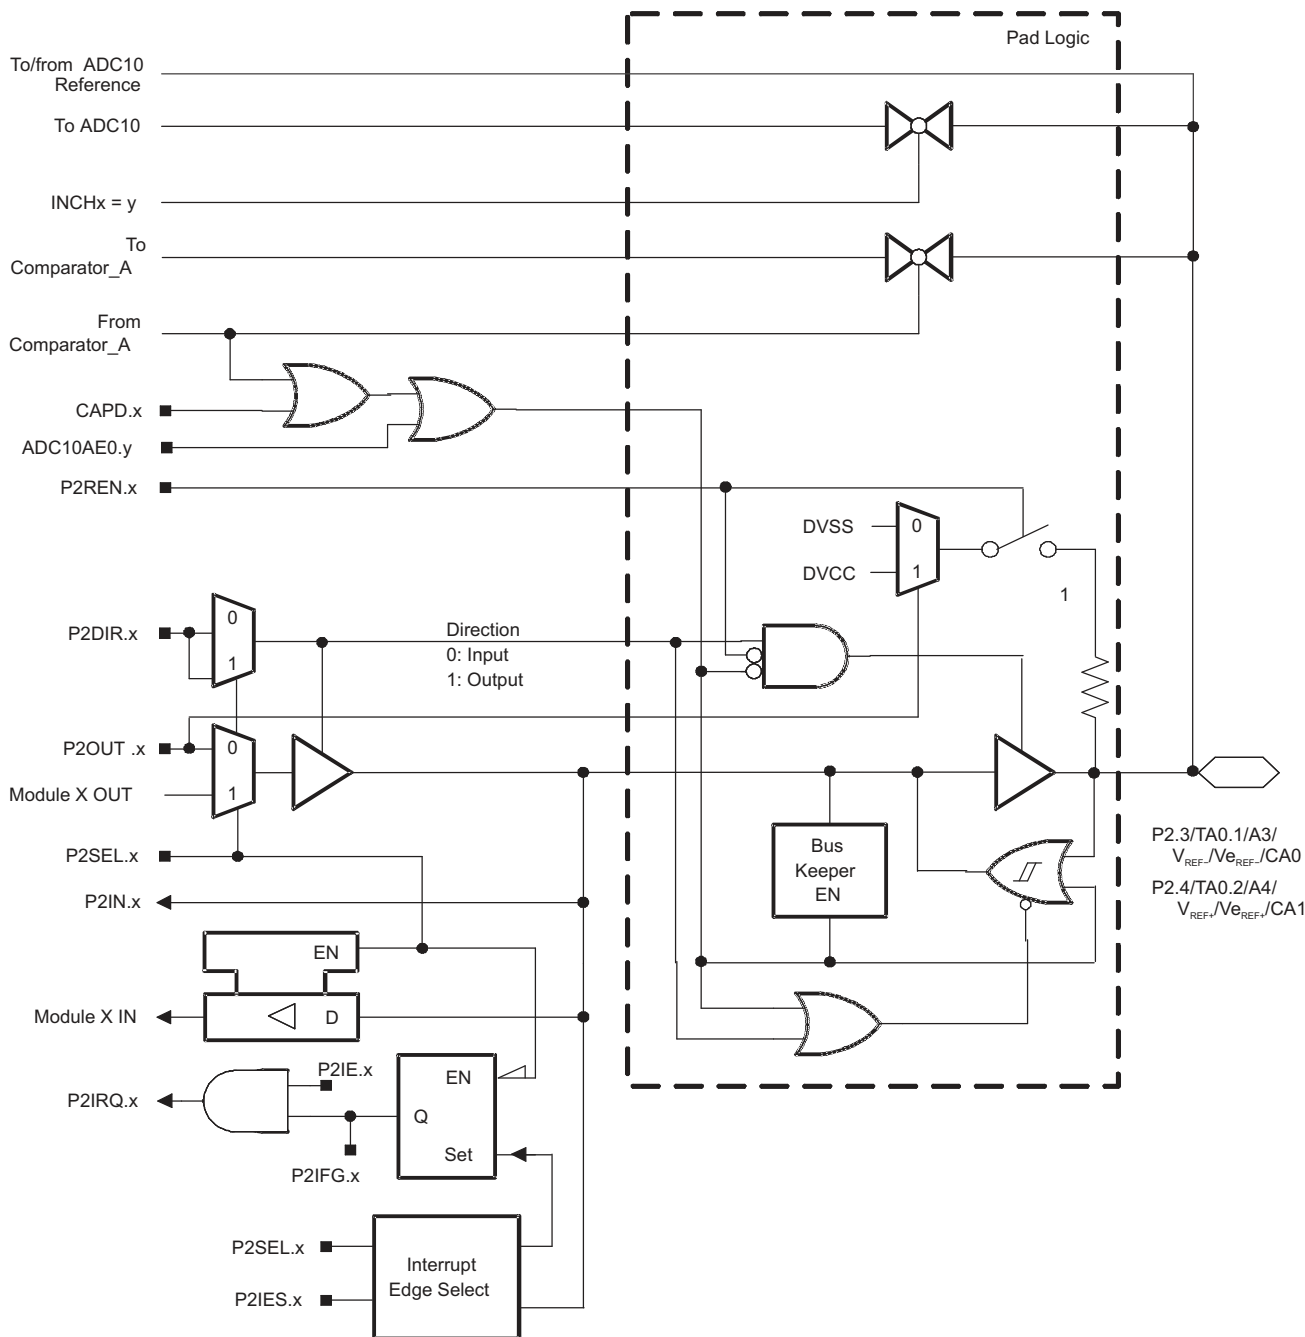 Pad Logic
To/from ADC10
Reference
To ADC10
INCHx = y
To
Comparator_A
From
Comparator_A
CAPD.x
ADC10AE0.y
P2REN.x
DVSS
0
DVCC
1
1
P2DIR.x
0
1
Direction
0: Input
1: Output
P2OUT .x
0
Module X OUT
1
P2SEL.x
Bus
Keeper
EN
P2.3/TA0.1/A3/
VREF-/VeREF-/CA0
P2.4/TA0.2/A4/
VREF+/VeREF+/CA1
P2IN.x
EN
Module X IN
D
P2IE.x
EN
P2IRQ.x
Q
Set
P2IFG.x
P2SEL.x
Interrupt
Edge Select
P2IES.x